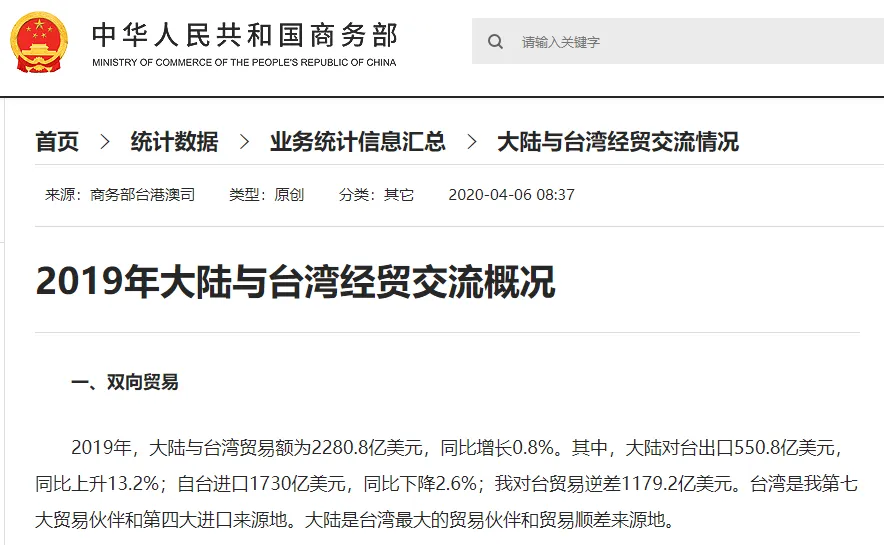 中华人民共和国商务部
MINISTRY OF COMMERCE OF THE PEOPLE'S REPUBLIC OF CHINA
请输入关键字
首页 > 统计数据 > 业务统计信息汇总 > 大陆与台湾经贸交流情况
来源：商务部台港澳司 类型：原创 分类：其它 2020-04-06 08:37
2019年大陆与台湾经贸交流概况
一、双向贸易
2019年，大陆与台湾贸易额为2280.8亿美元，同比增长0.8%。其中，大陆对台出口550.8亿美元，
同比上升13.2%；自台进口1730亿美元，同比下降2.6%；我对台贸易逆差1179.2亿美元。台湾是我第七
大贸易伙伴和第四大进口来源地。大陆是台湾最大的贸易伙伴和贸易顺差来源地。